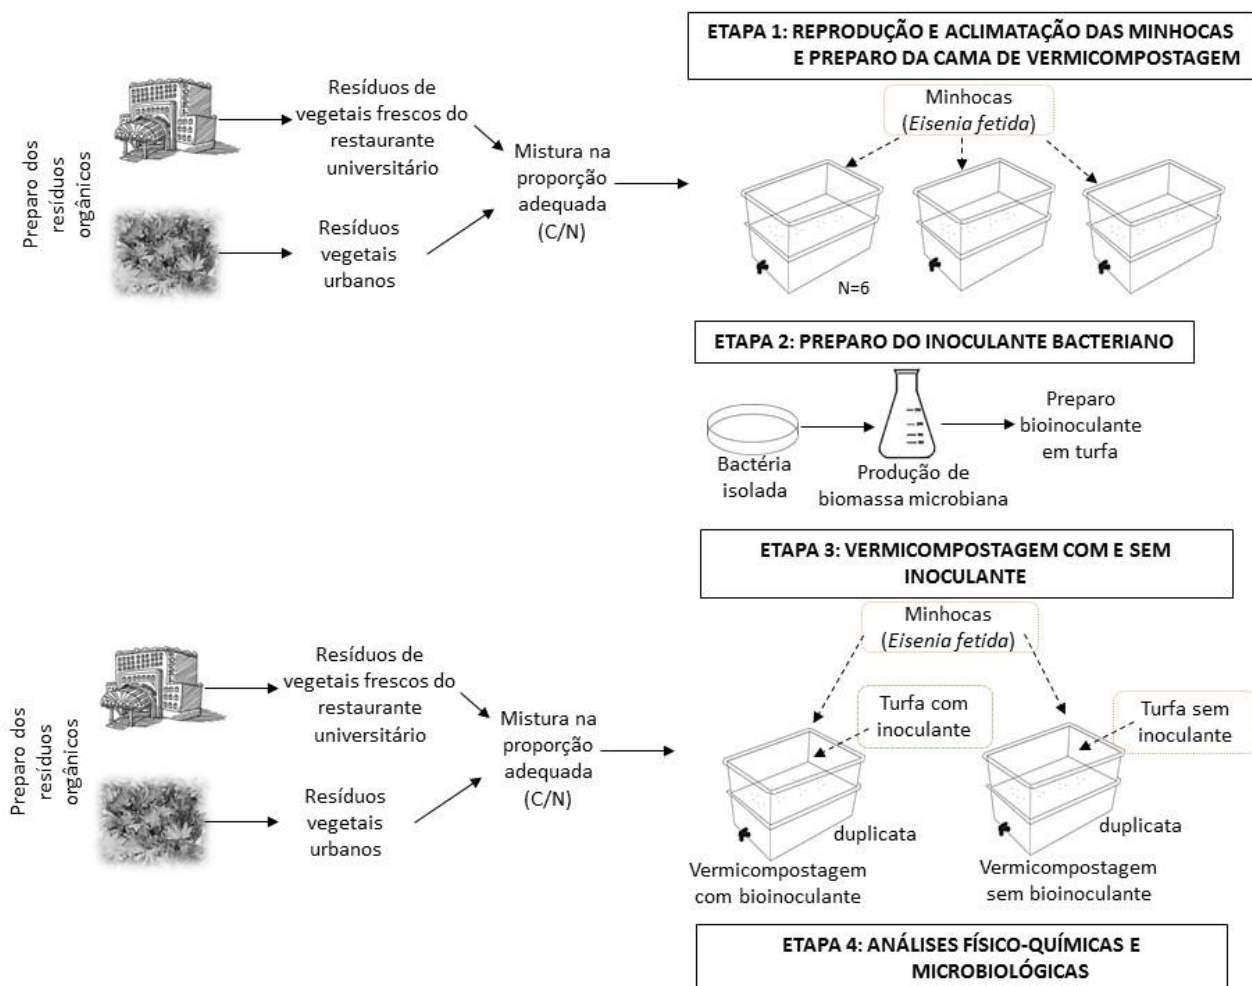 ETAPA 1: REPRODUÇÃO E ACLIMATAÇÃO DAS MINHOCAS
E PREPARO DA CAMA DE VERMICOMPOSTAGEM
Preparo dos
resíduos
orgânicos
Resíduos de
vegetais frescos do
restaurante
universitário
Resíduos
vegetais
urbanos
Mistura na
proporção
adequada
(C/N)
Minhocas
(Eisenia fetida)
N=6
ETAPA 2: PREPARO DO INOCULANTE BACTERIANO
Bactéria
isolada
Produção de
biomassa microbiana
Preparo
bioinoculante
em turfa
ETAPA 3: VERMICOMPOSTAGEM COM E SEM
INOCULANTE
Preparo dos
resíduos
orgânicos
Resíduos de
vegetais frescos do
restaurante
universitário
Resíduos
vegetais
urbanos
Mistura na
proporção
adequada
(C/N)
Minhocas
(Eisenia fetida)
Turfa com
inoculante
Turfa sem
inoculante
duplicata
duplicata
Vermicompostagem
com bioinoculante
Vermicompostagem
sem bioinoculante
ETAPA 4: ANÁLISES FÍSICO-QUÍMICAS E
MICROBIOLÓGICAS